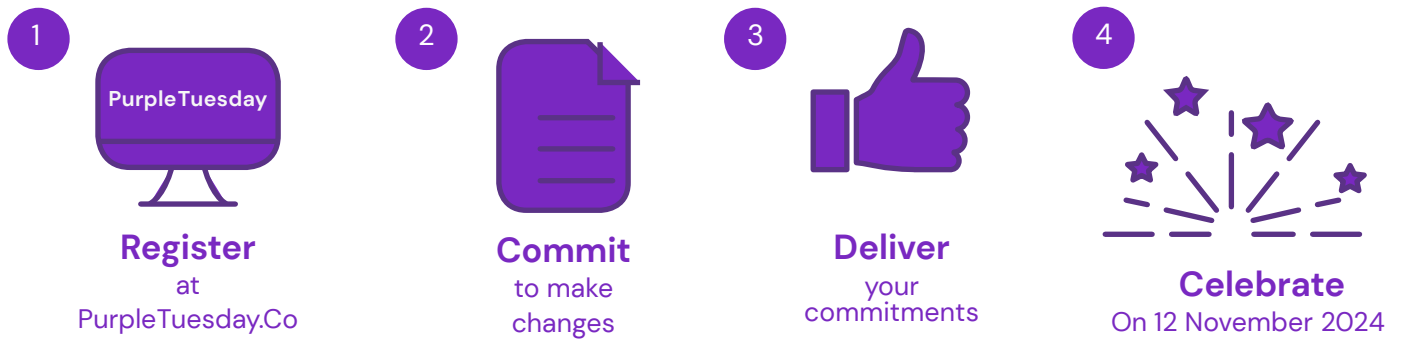 1
PurpleTuesday
Register
at
PurpleTuesday.Co
2
Commit
to make
changes
3
Deliver
your
commitments
4
Celebrate
On 12 November 2024